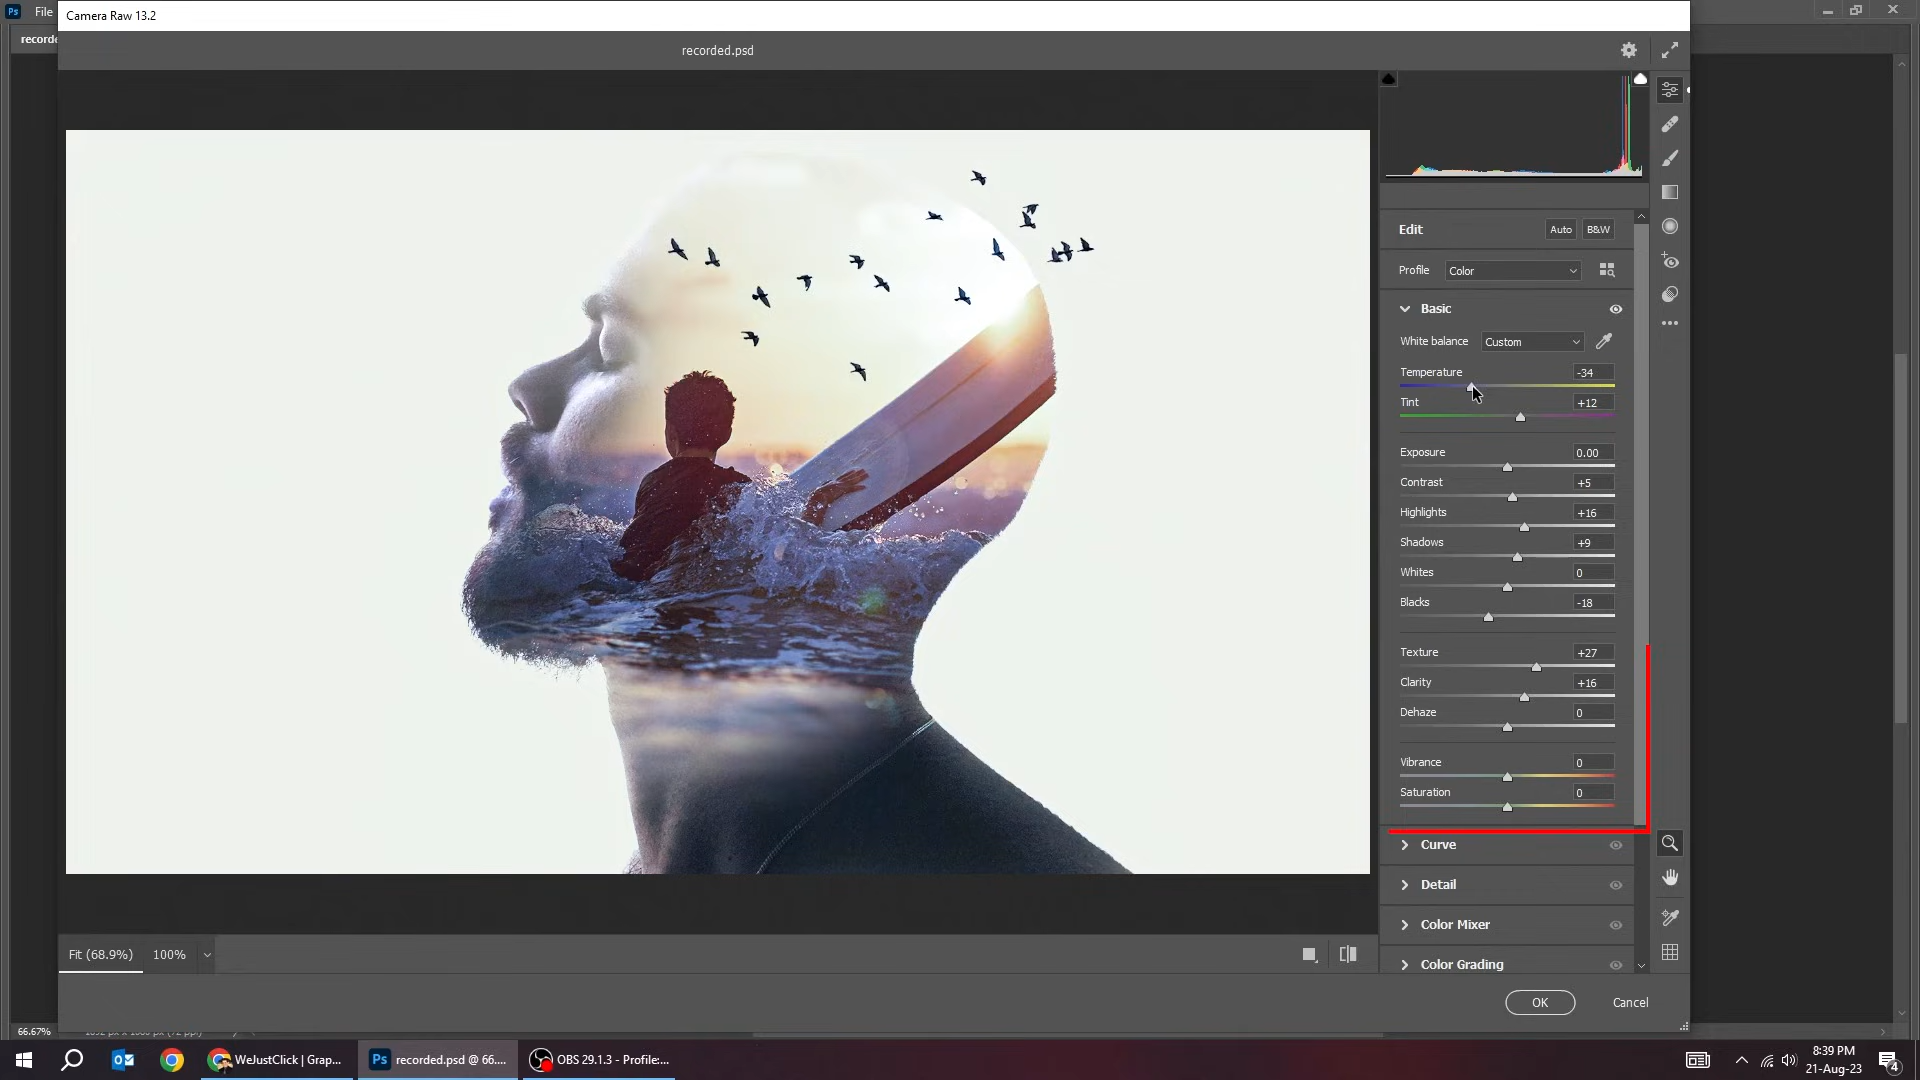 Ps File
Camera Raw 13.2
recorde
recorded.psd
Edit Auto B&W
Profile Color
Basic
White balance Custom
Temperature -34
Tint +12
Exposure 0.00
Contrast +5
Highlights +16
Shadows +9
Whites 0
Blacks -18
Texture +27
Clarity +16
Dehaze 0
Vibrance 0
Saturation 0
Curve
Detail
Color Mixer
Color Grading
Fit (68.9%) 100%
OK Cancel
66.67%
WeJustClick | Grap...
Ps recorded.psd @ 66....
OBS 29.1.3 - Profile:...
8:39 PM
21-Aug-23
4